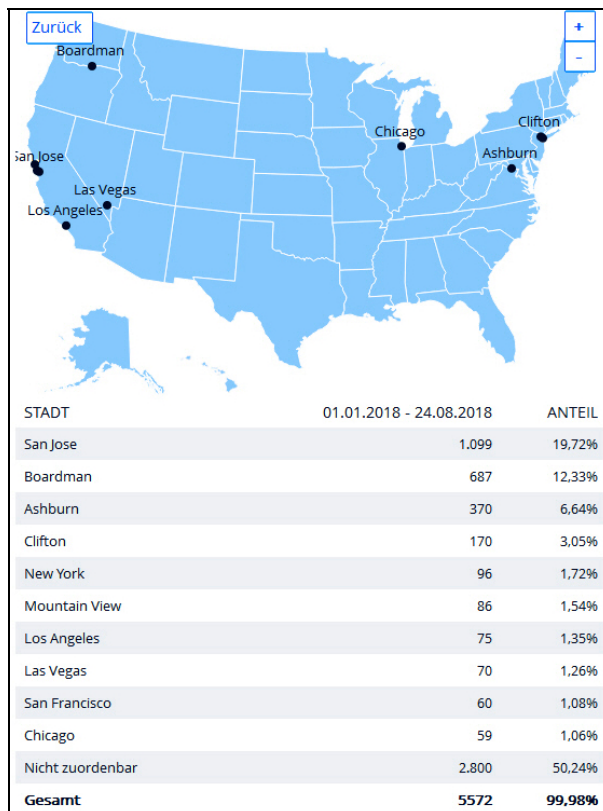 Zurück
+
-
Boardman
Clifton
Chicago
San Jose
Ashburn
Las Vegas
Los Angeles
STADT 01.01.2018 - 24.08.2018 ANTEIL
San Jose 1.099 19,72%
Boardman 687 12,33%
Ashburn 370 6,64%
Clifton 170 3,05%
New York 96 1,72%
Mountain View 86 1,54%
Los Angeles 75 1,35%
Las Vegas 70 1,26%
San Francisco 60 1,08%
Chicago 59 1,06%
Nicht zuordenbar 2.800 50,24%
Gesamt 5572 99,98%